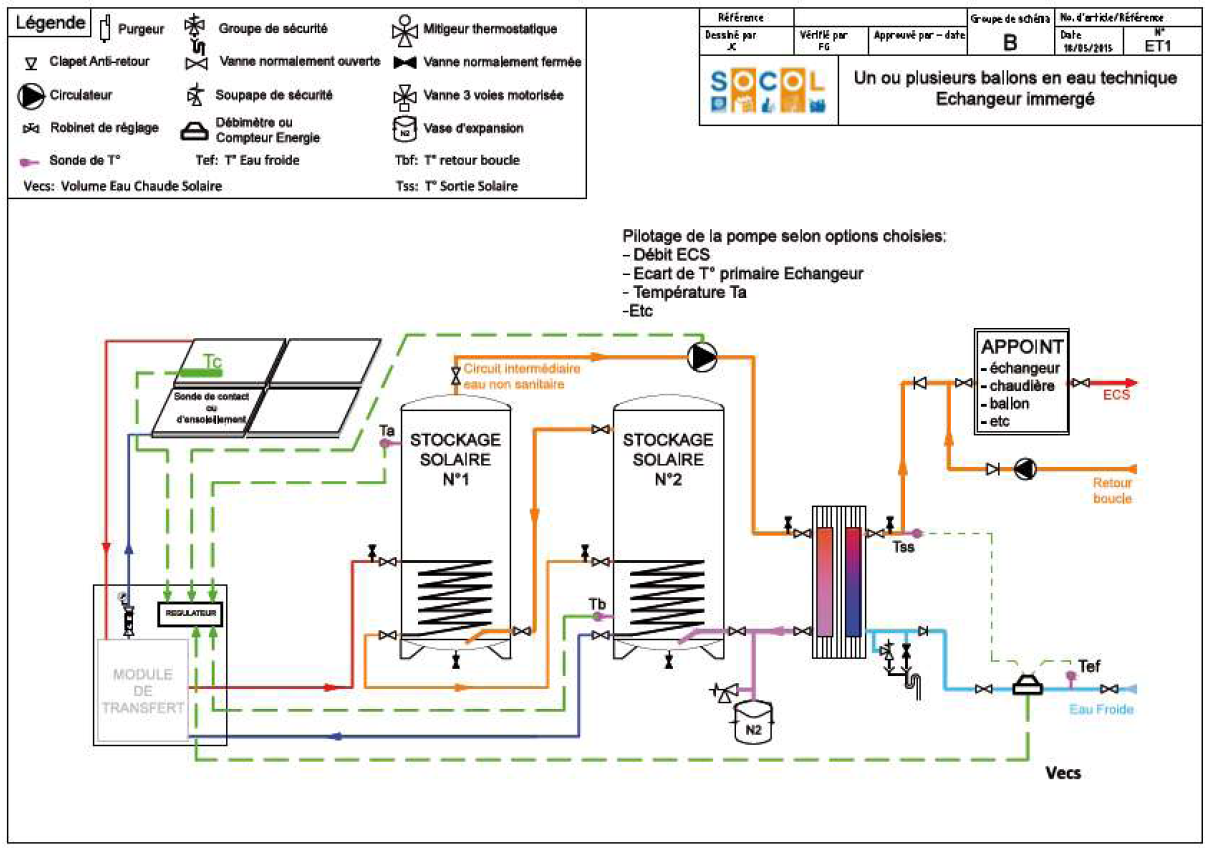 Légende
Purgeur
Groupe de sécurité
Mitigeur thermostatique
Clapet Anti-retour
Vanne normalement ouverte
Vanne normalement fermée
Circulateur
Soupape de sécurité
Vanne 3 voies motorisée
Robinet de réglage
Débimètre ou
Compteur Energie
N2
Vase d'expansion
Sonde de T°
Tef: T° Eau froide
Tbf: T° retour boucle
Vecs: Volume Eau Chaude Solaire
Tss: T° Sortie Solaire
Référence
Groupe de schéma
No. d'article/Référence
Dessiné par
JC
Vérifié par
FG
Approuvé par – date
B
Date
18/05/2015
N°
ET1
SOCOL
Un ou plusieurs ballons en eau technique
Echangeur immergé
Pilotage de la pompe selon options choisies:
– Débit ECS
– Ecart de T° primaire Echangeur
- Température Ta
-Etc
Tc
Sonde de contact
ou
d'ensoleillement
Circuit intermédiaire
eau non sanitaire
APPOINT
- échangeur
- chaudière
- ballon
- etc
ECS
Ta
STOCKAGE
SOLAIRE
N°1
STOCKAGE
SOLAIRE
N°2
Retour
boucle
Tss
REGULATEUR
Tb
MODULE
DE
TRANSFERT
Tef
Eau Froide
N2
Vecs